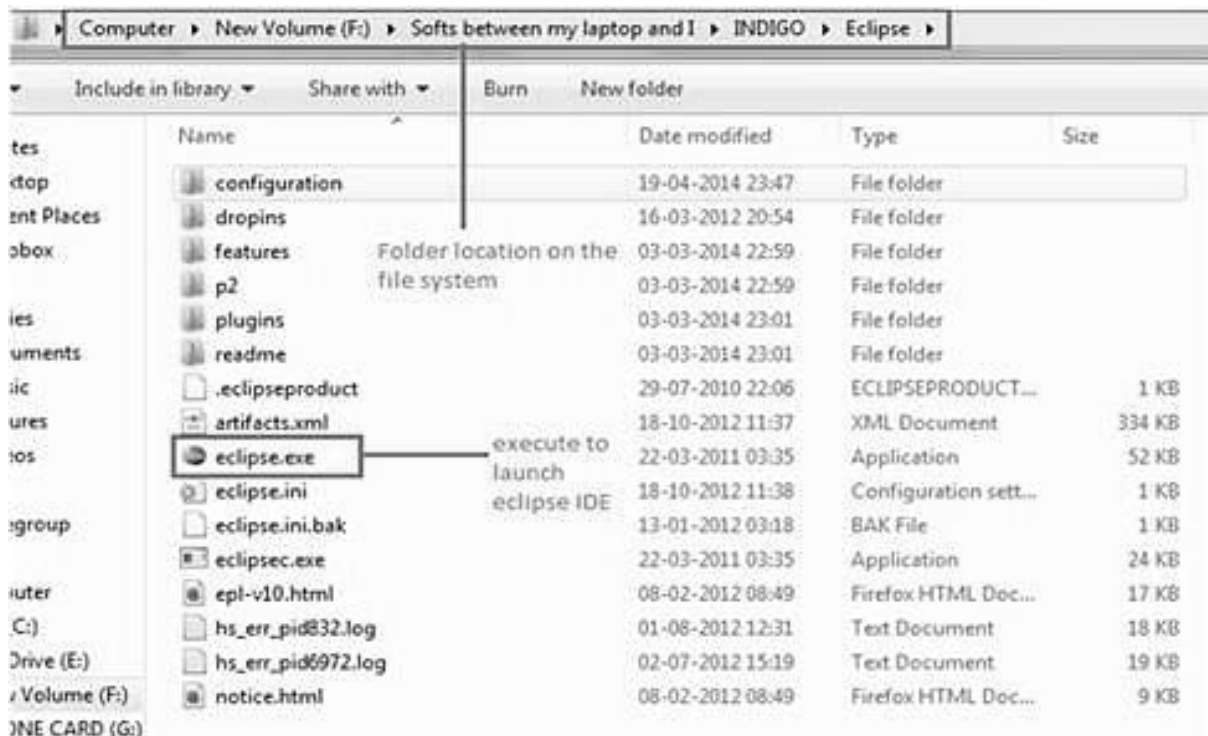 Computer ▸ New Volume (F:) ▸ Softs between my laptop and I ▸ INDIGO ▸ Eclipse ▸
Include in library Share with Burn New folder
Name Date modified Type Size
configuration 19-04-2014 23:47 File folder
dropins 16-03-2012 20:54 File folder
features 03-03-2014 22:59 File folder
p2 03-03-2014 22:59 File folder
plugins 03-03-2014 23:01 File folder
readme 03-03-2014 23:01 File folder
.eclipseproduct 29-07-2010 22:06 ECLIPSEPRODUCT... 1 KB
artifacts.xml 18-10-2012 11:37 XML Document 334 KB
eclipse.exe 22-03-2011 03:35 Application 52 KB
eclipse.ini 18-10-2012 11:38 Configuration sett... 1 KB
eclipse.ini.bak 13-01-2012 03:18 BAK File 1 KB
eclipsec.exe 22-03-2011 03:35 Application 24 KB
epl-v10.html 08-02-2012 08:49 Firefox HTML Doc... 17 KB
hs_err_pid832.log 01-08-2012 12:31 Text Document 18 KB
hs_err_pid6972.log 02-07-2012 15:19 Text Document 19 KB
notice.html 08-02-2012 08:49 Firefox HTML Doc... 9 KB
Folder location on the
file system
execute to
launch
eclipse IDE
tes
ktop
ent Places
pbox
ies
uments
sic
ures
eos
egroup
uter
C:)
Drive (E:)
v Volume (F:)
ONE CARD (G:)